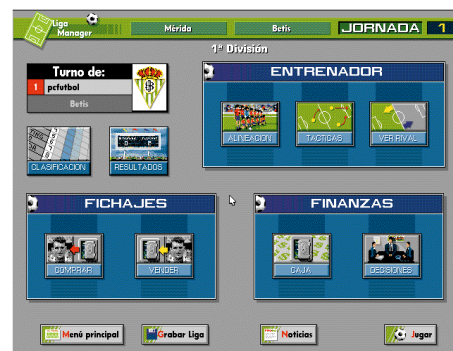 Liga
Manager
Mérida
Betis
JORNADA 1
1ª División
Turno de:
1 pcfutbol
Betis
ENTRENADOR
ALINEACION
TACTICAS
VER RIVAL
CLASIFICACION
RESULTADOS
FICHAJES
COMPRAR
VENDER
FINANZAS
CAJA
DECISIONES
Menú principal
Grabar Liga
Noticias
Jugar